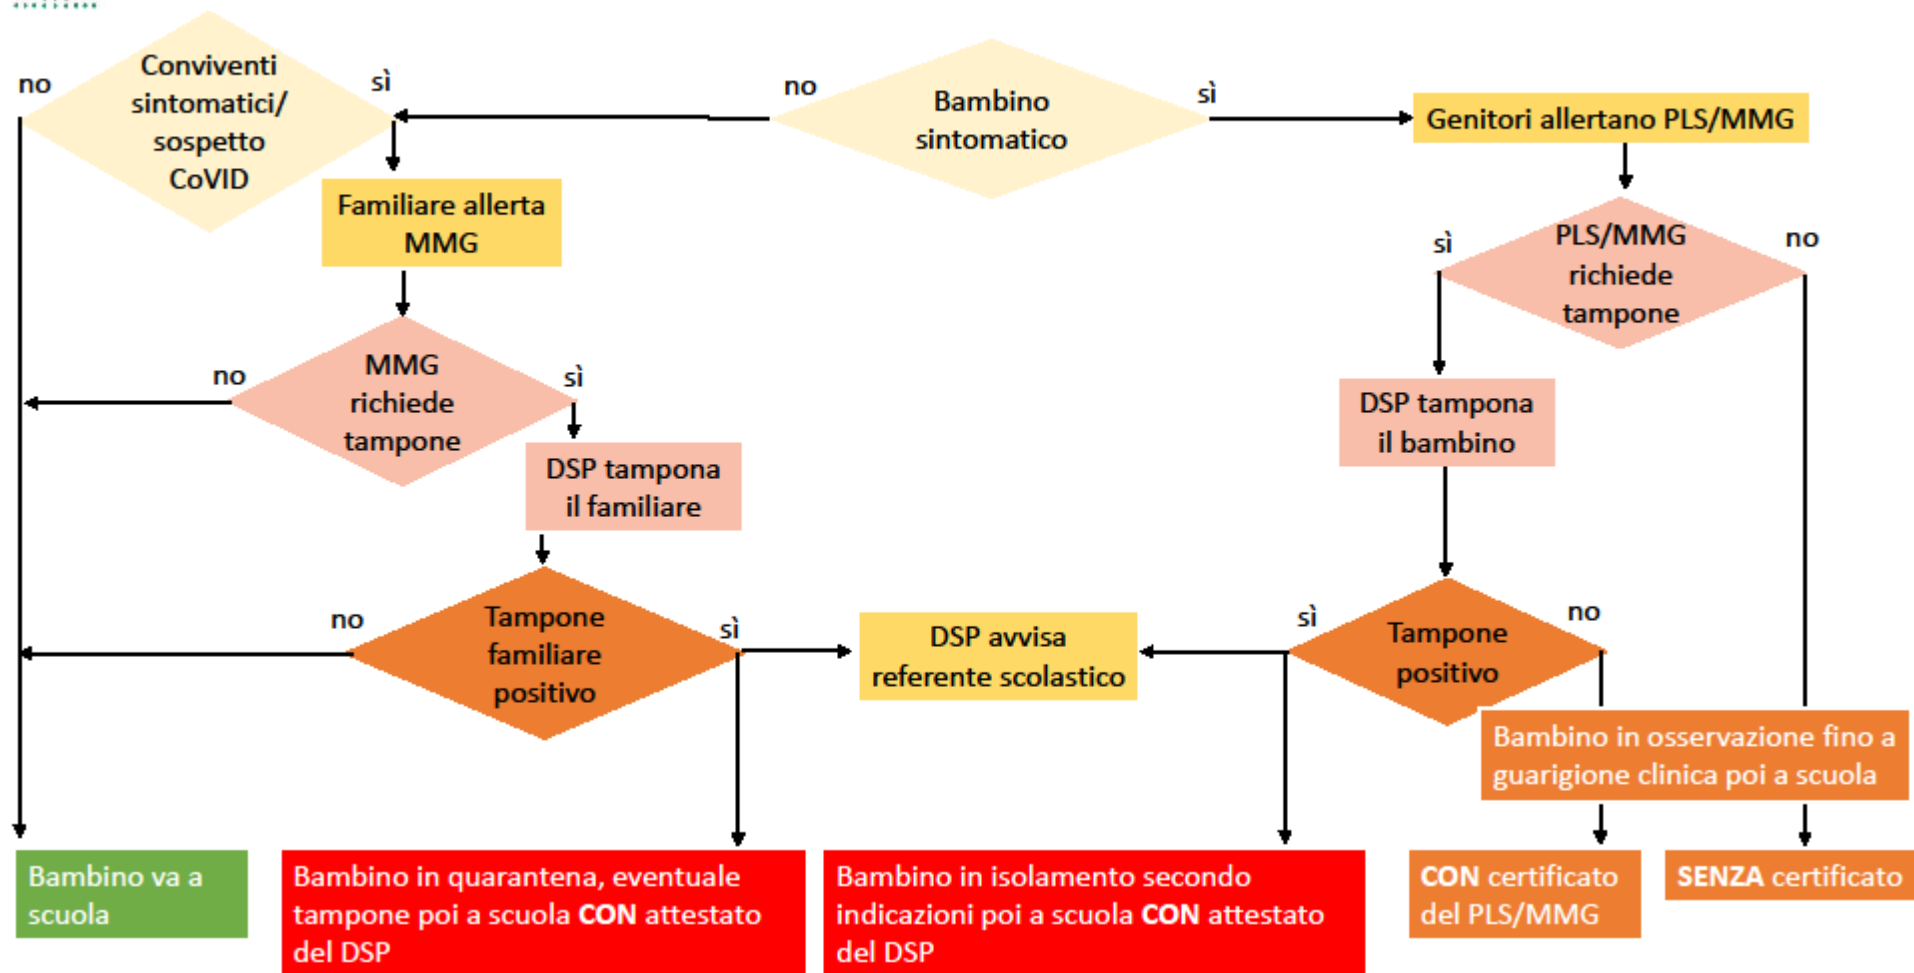 Conviventi
sintomatici/
sospetto
CoVID
no
sì
Bambino
sintomatico
no
sì
Genitori allertano PLS/MMG
Familiare allerta
MMG
PLS/MMG
richiede
tampone
sì
no
MMG
richiede
tampone
no
sì
DSP tampona
il bambino
DSP tampona
il familiare
Tampone
familiare
positivo
no
sì
DSP avvisa
referente scolastico
Tampone
positivo
sì
no
Bambino in osservazione fino a
guarigione clinica poi a scuola
Bambino va a
scuola
Bambino in quarantena, eventuale
tampone poi a scuola CON attestato
del DSP
Bambino in isolamento secondo
indicazioni poi a scuola CON attestato
del DSP
CON certificato
del PLS/MMG
SENZA certificato